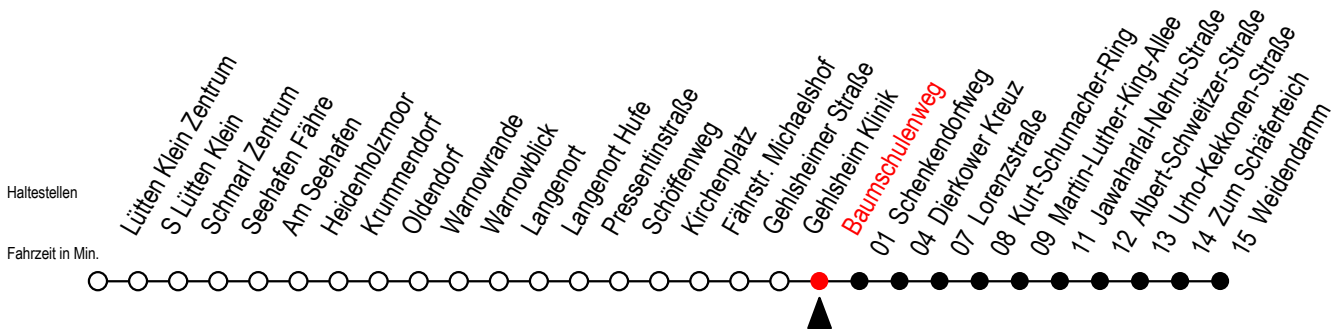 Haltestellen
Fahrzeit in Min.
Lütten Klein Zentrum
S Lütten Klein
Schmarl Zentrum
Seehafen Fähre
Am Seehafen
Heidenholzmoor
Krummendorf
Oldendorf
Warnowrande
Warnowblick
Langenort
Langenort Hufe
Pressentinstraße
Schöffenweg
Kirchenplatz
Fährstr. Michaelshof
Gehlsheimer Straße
Gehlsheim Klinik
Baumschulenweg
01 Schenkendorfweg
04 Dierkower Kreuz
07 Lorenzstraße
08 Kurt-Schumacher-Ring
09 Martin-Luther-King-Allee
11 Jawaharlal-Nehru-Straße
12 Albert-Schweitzer-Straße
13 Urho-Kekkonen-Straße
14 Zum Schäferteich
15 Weidendamm